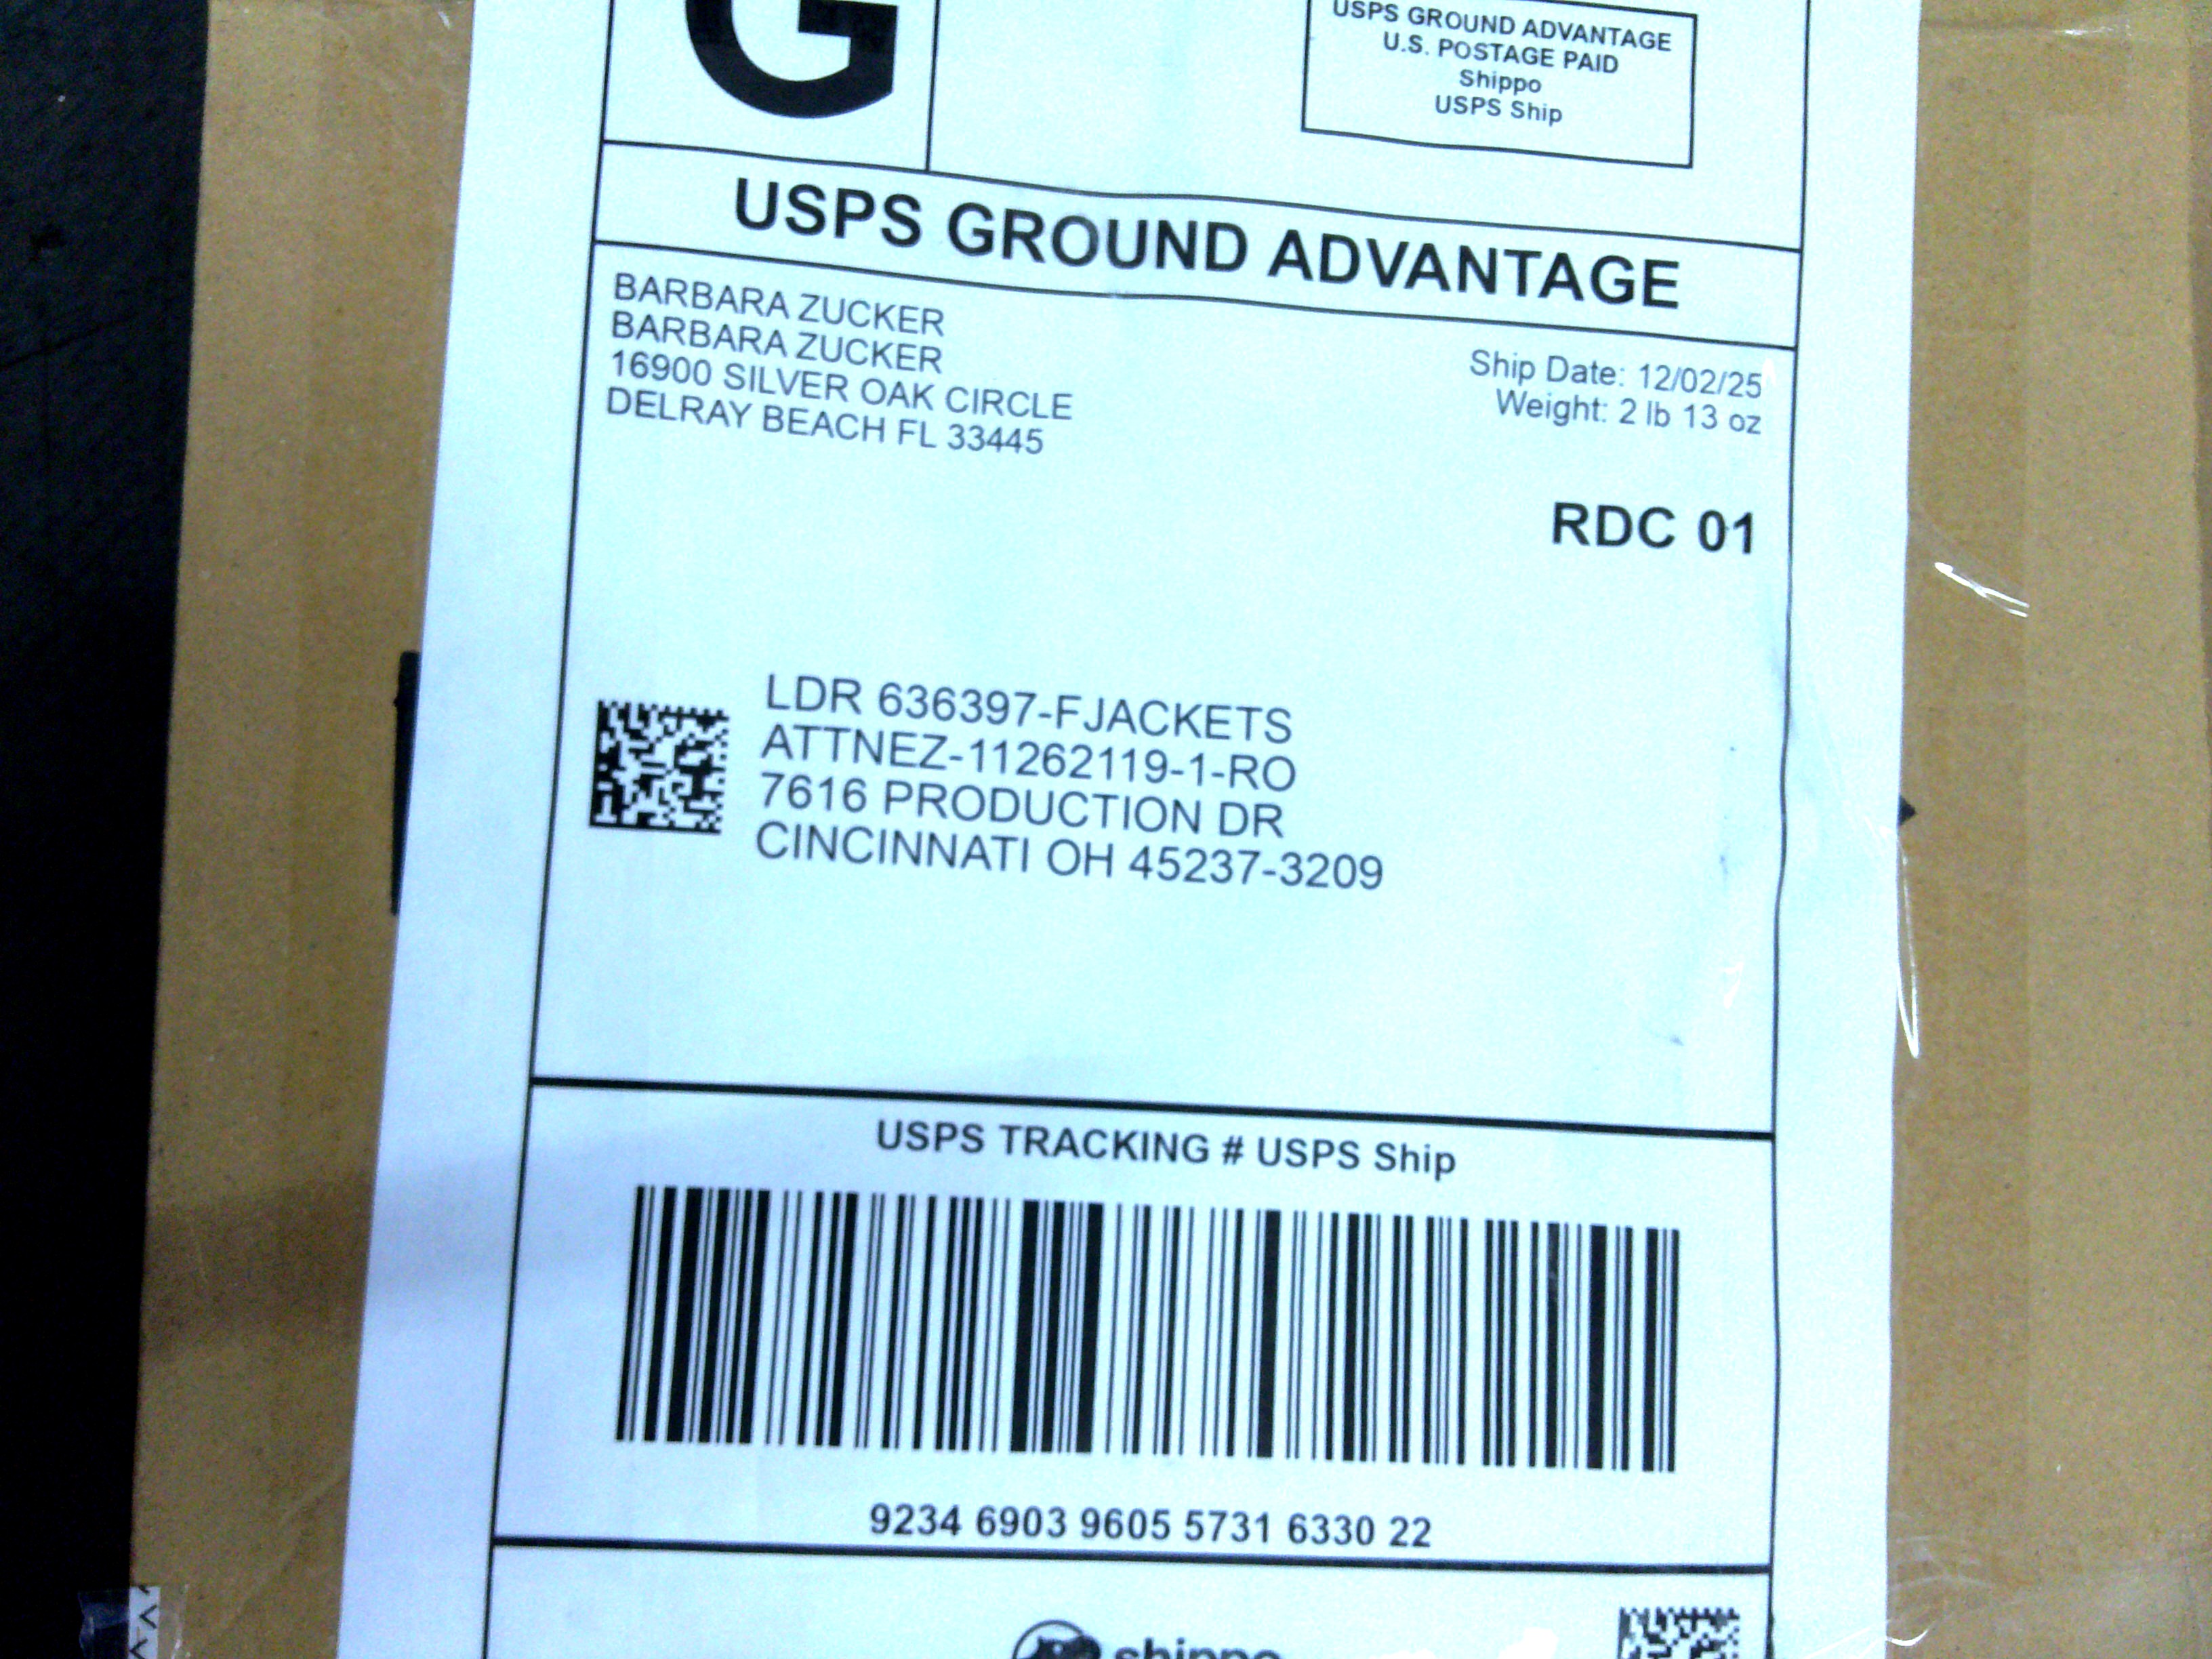 G
USPS GROUND ADVANTAGE
U.S. POSTAGE PAID
Shippo
USPS Ship
USPS GROUND ADVANTAGE
BARBARA ZUCKER
BARBARA ZUCKER
16900 SILVER OAK CIRCLE
DELRAY BEACH FL 33445
Ship Date: 12/02/25
Weight: 2 lb 13 oz
RDC 01
LDR 636397-FJACKETS
ATTNEZ-11262119-1-RO
7616 PRODUCTION DR
CINCINNATI OH 45237-3209
USPS TRACKING # USPS Ship
9234 6903 9605 5731 6330 22
shippo